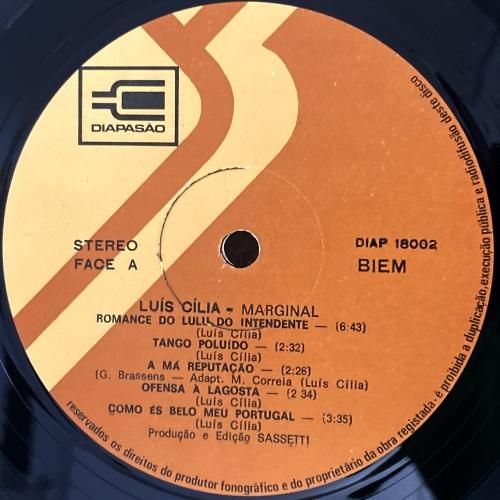 DIAPASÃO
STEREO
FACE A
DIAP 18002
BIEM
LUÍS CÍLIA - MARGINAL
ROMANCE DO LULU DO INTENDENTE — (6:43)
(Luís Cília)
TANGO POLUÍDO — (2:32)
(Luís Cília)
A MÁ REPUTAÇÃO — (2:26)
(G. Brassens — Adapt. M. Correia (Luís Cília)
OFENSA À LAGOSTA — (2 34)
(Luís Cília)
COMO ÉS BELO MEU PORTUGAL — (3:35)
(Luís Cília)
Produção e Edição SASSETTI
reservados os direitos do produtor fonográfico e do proprietário da obra registada · é proibida a duplicação, execução pública e radiodifusão deste disco